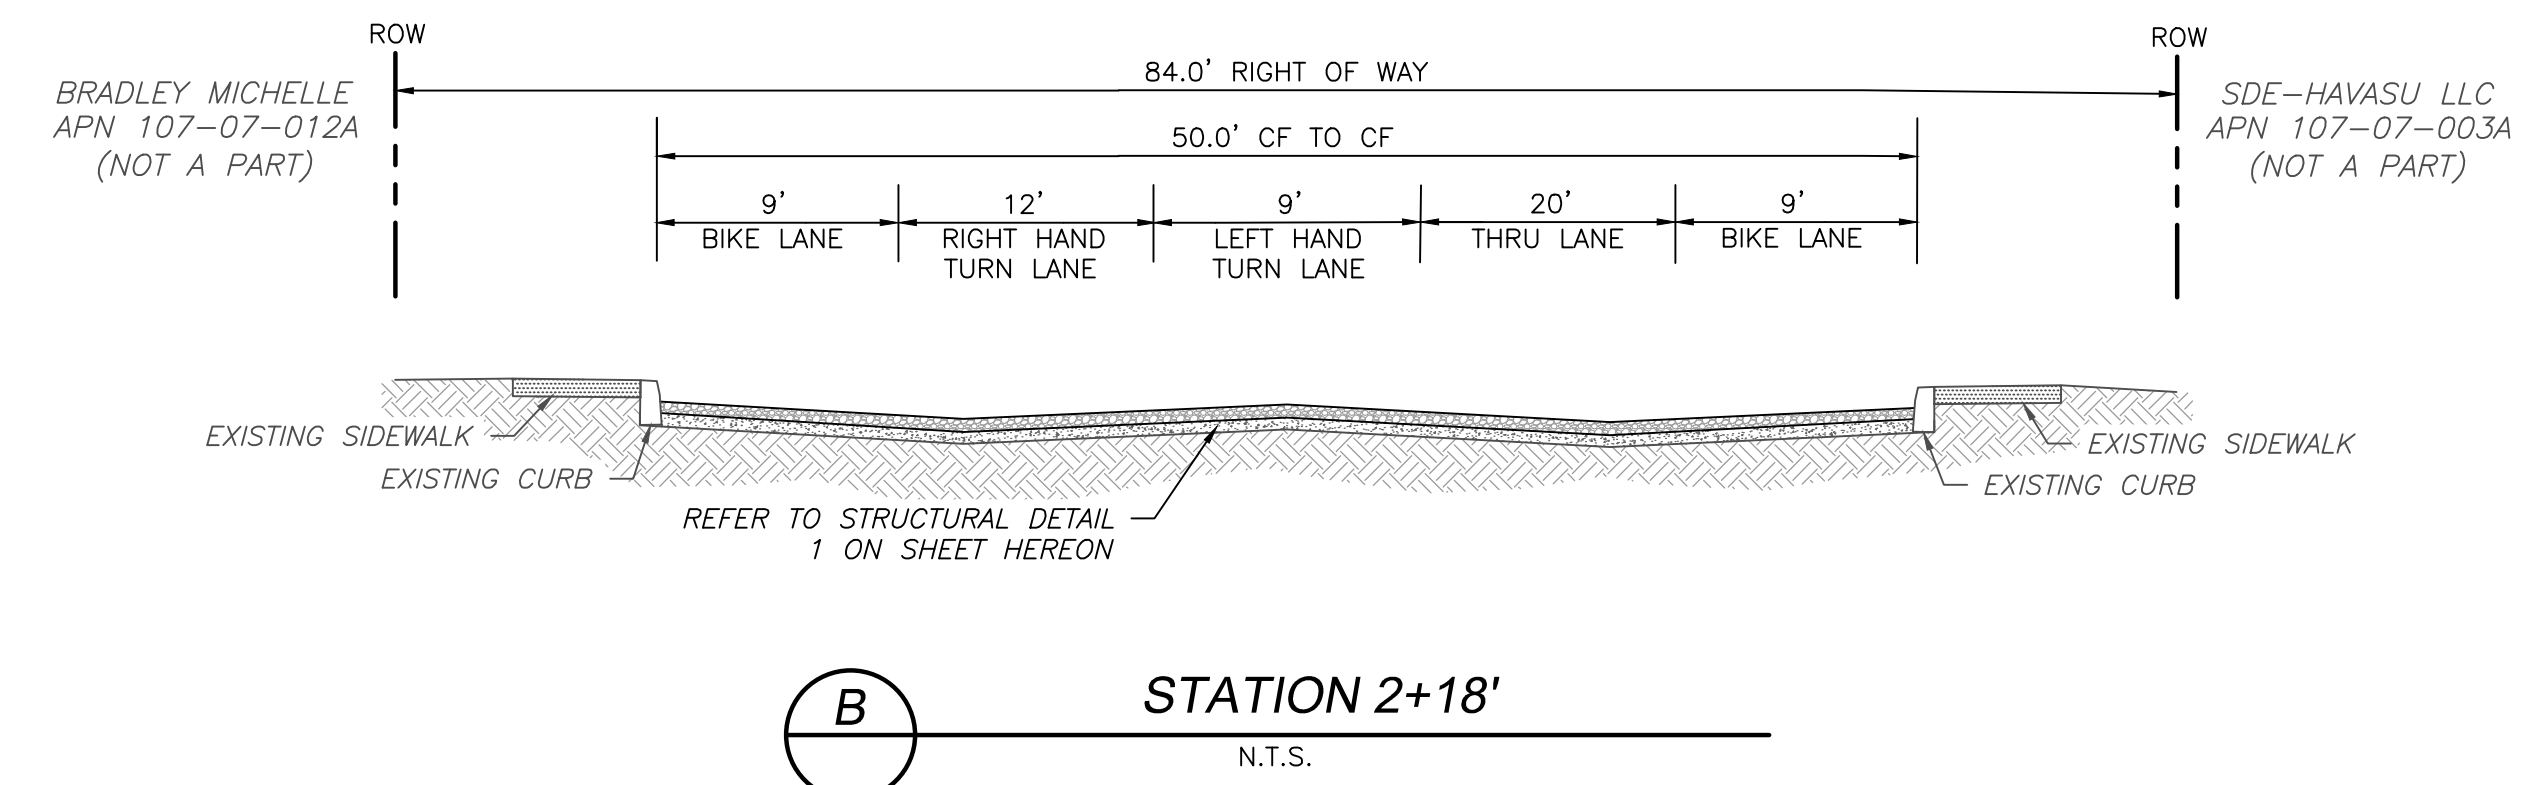 ROW
ROW
84.0' RIGHT OF WAY
BRADLEY MICHELLE
APN 107-07-012A
(NOT A PART)
SDE-HAVASU LLC
APN 107-07-003A
(NOT A PART)
50.0' CF TO CF
9'
12'
9'
20'
9'
BIKE LANE
RIGHT HAND
TURN LANE
LEFT HAND
TURN LANE
THRU LANE
BIKE LANE
EXISTING SIDEWALK
EXISTING CURB
EXISTING SIDEWALK
EXISTING CURB
REFER TO STRUCTURAL DETAIL
1 ON SHEET HEREON
B
STATION 2+18'
N.T.S.